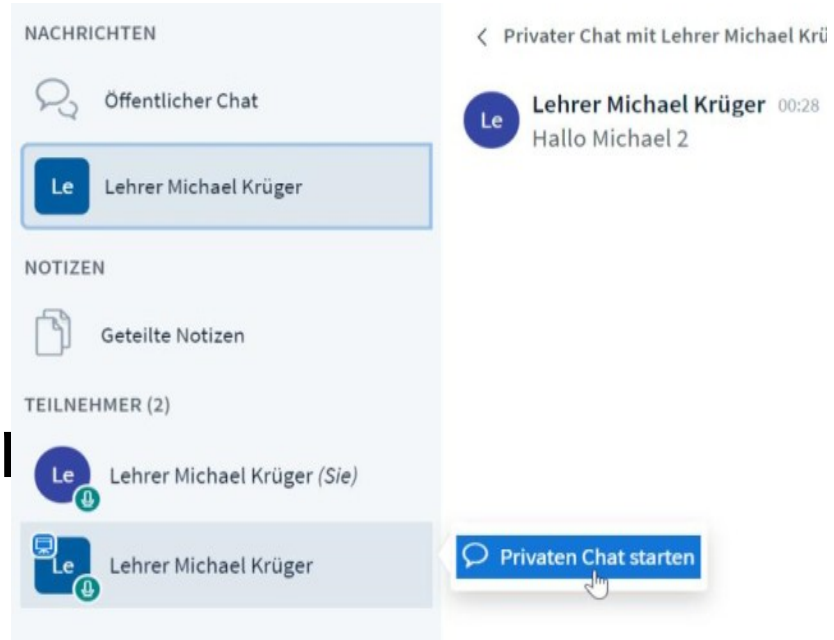 NACHRICHTEN
Öffentlicher Chat
Le Lehrer Michael Krüger
NOTIZEN
Geteilte Notizen
TEILNEHMER (2)
Le Lehrer Michael Krüger (Sie)
Le Lehrer Michael Krüger
Privater Chat mit Lehrer Michael
Le Lehrer Michael Krüger 00:28
Hallo Michael 2
Privaten Chat starten